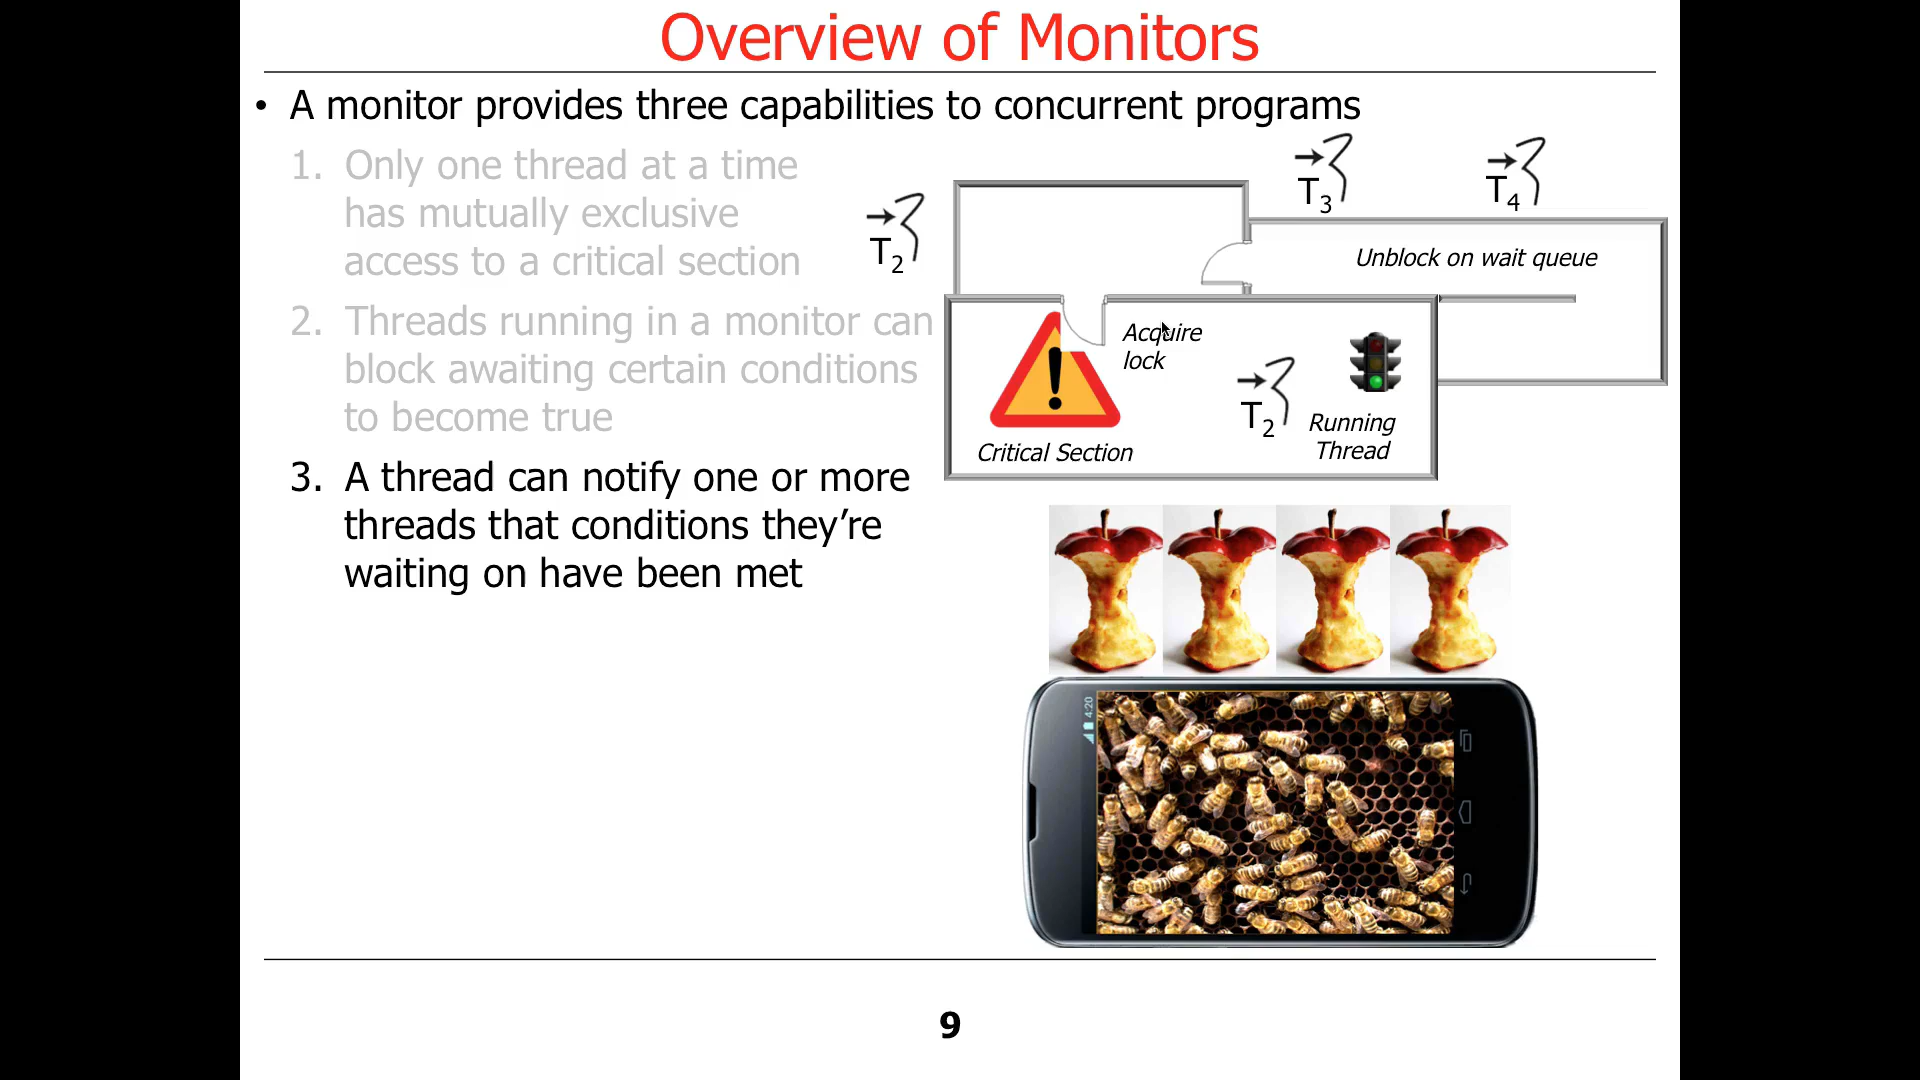 Overview of Monitors
• A monitor provides three capabilities to concurrent programs
1. Only one thread at a time
has mutually exclusive
access to a critical section
2. Threads running in a monitor can
block awaiting certain conditions
to become true
3. A thread can notify one or more
threads that conditions they’re
waiting on have been met
T2
T3
T4
Unblock on wait queue
Acquire
lock
T2
Running
Thread
Critical Section
4:20
9